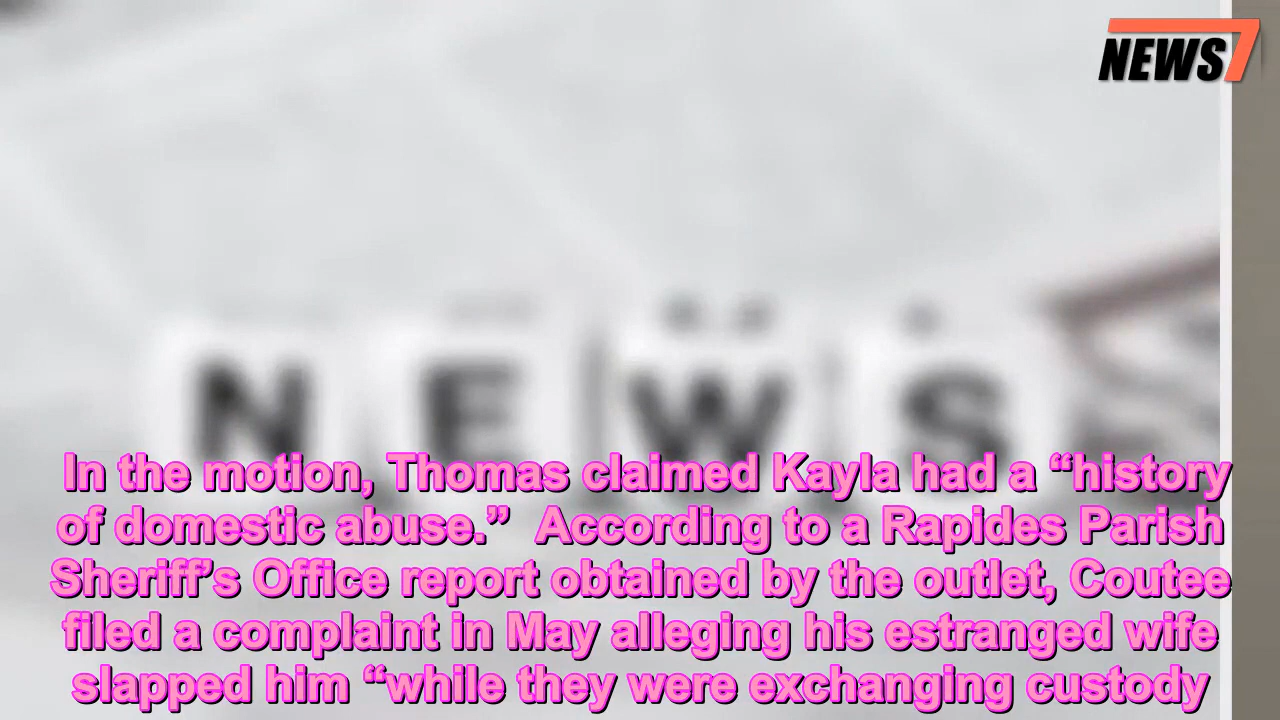 NEWS7
N E W S
In the motion, Thomas claimed Kayla had a “history
of domestic abuse.”  According to a Rapides Parish
Sheriff’s Office report obtained by the outlet, Coutee
filed a complaint in May alleging his estranged wife
slapped him “while they were exchanging custody